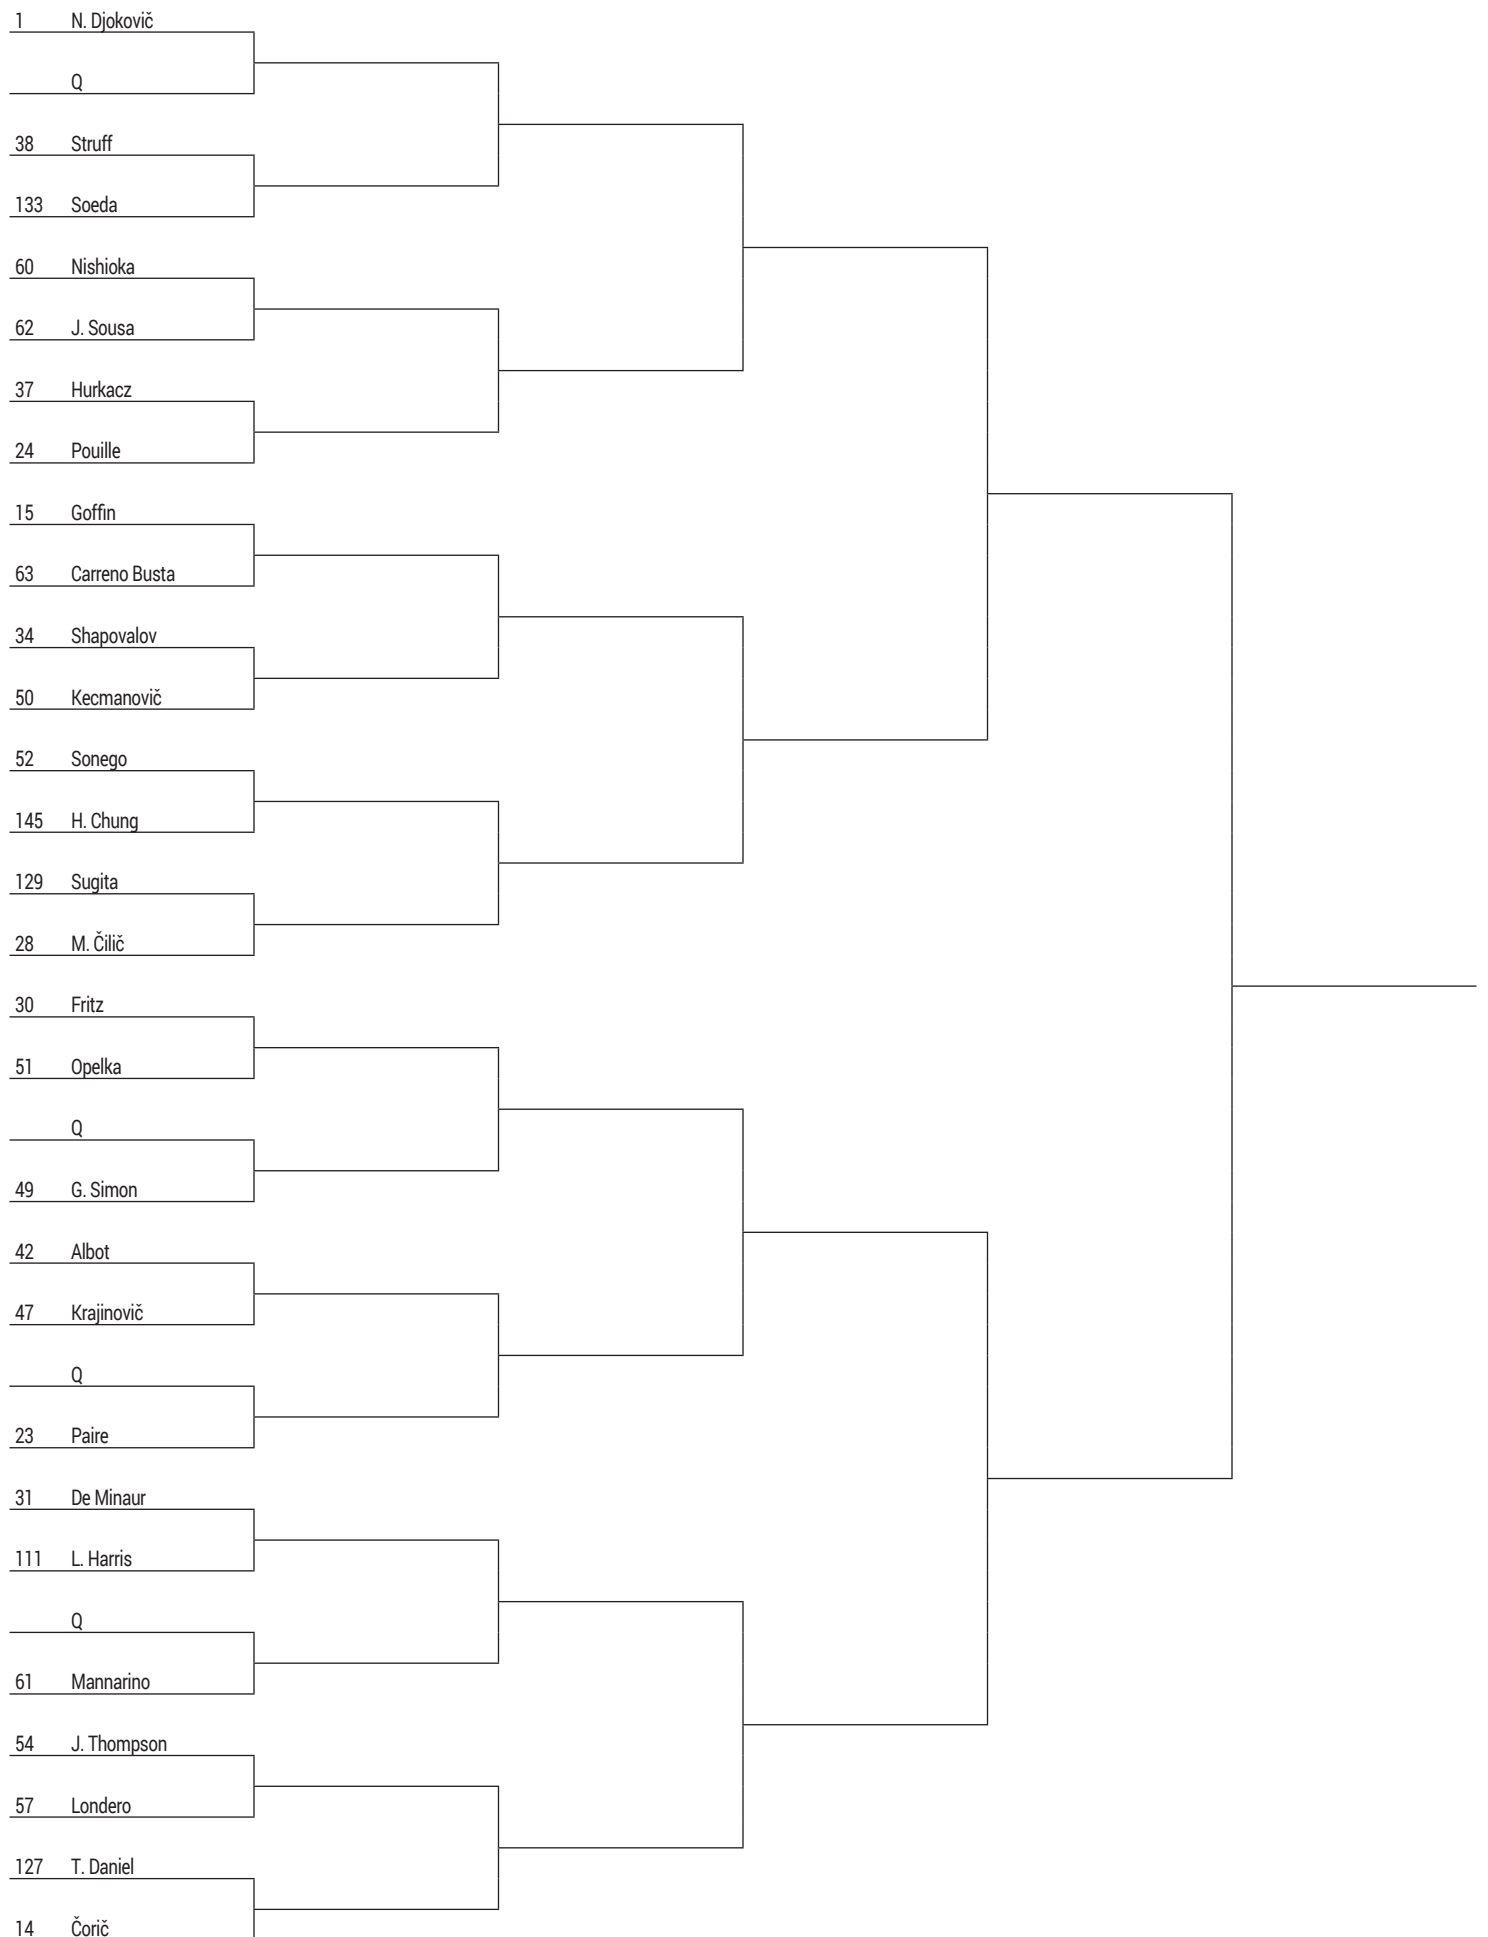 1 N. Djokovič
Q
38 Struff
133 Soeda
60 Nishioka
62 J. Sousa
37 Hurkacz
24 Pouille
15 Goffin
63 Carreno Busta
34 Shapovalov
50 Kecmanovič
52 Sonego
145 H. Chung
129 Sugita
28 M. Čilič
30 Fritz
51 Opelka
Q
49 G. Simon
42 Albot
47 Krajinovič
Q
23 Paire
31 De Minaur
111 L. Harris
Q
61 Mannarino
54 J. Thompson
57 Londero
127 T. Daniel
14 Čorič